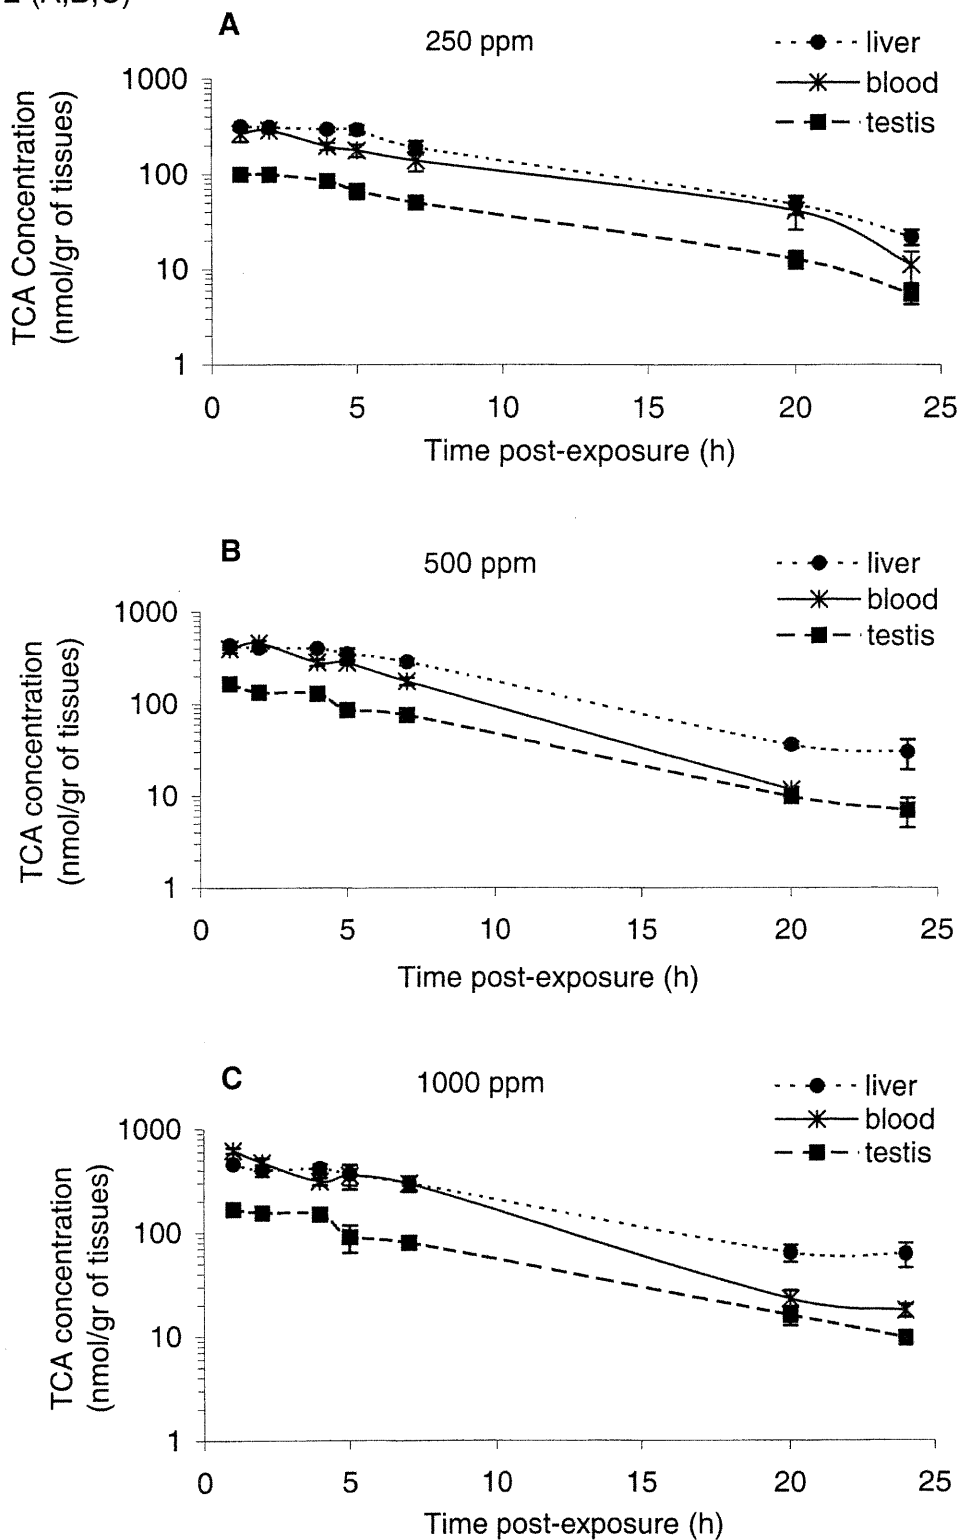 A
250 ppm
liver
blood
testis
TCA Concentration
(nmol/gr of tissues)
1000
100
10
1
0 5 10 15 20 25
Time post-exposure (h)
B
500 ppm
liver
blood
testis
TCA concentration
(nmol/gr of tissues)
1000
100
10
1
0 5 10 15 20 25
Time post-exposure (h)
C
1000 ppm
liver
blood
testis
TCA concentration
(nmol/gr of tissues)
1000
100
10
1
0 5 10 15 20 25
Time post-exposure (h)